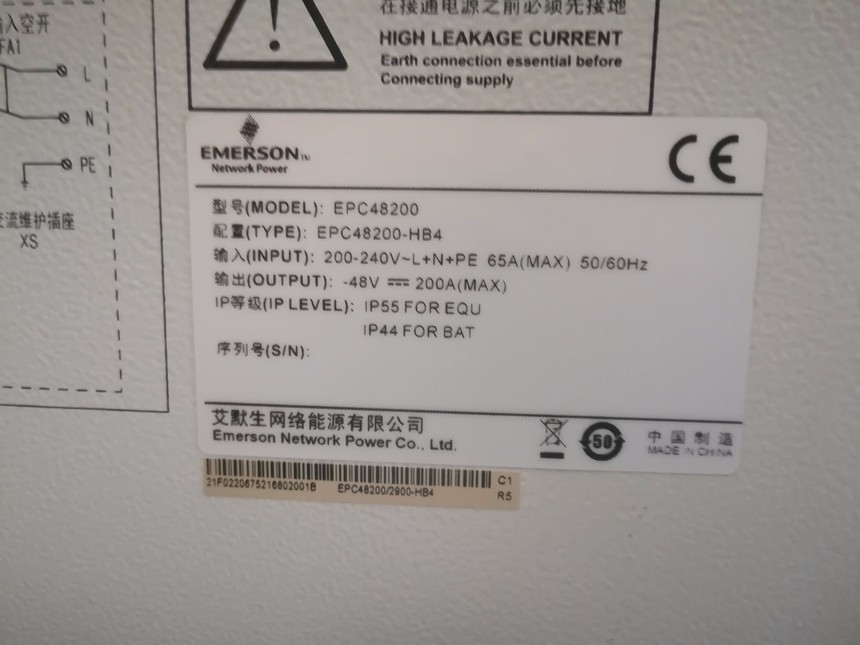 输入空开
FA1
L
N
PE
交流维护插座
XS
在接通电源之前必须先接地
HIGH LEAKAGE CURRENT
Earth connection essential before
Connecting supply
EMERSON TM
Network Power
CE
型号(MODEL): EPC48200
配置(TYPE): EPC48200-HB4
输入(INPUT): 200-240V~L+N+PE 65A(MAX) 50/60Hz
输出(OUTPUT): -48V ⎓ 200A(MAX)
IP等级(IP LEVEL): IP55 FOR EQU
IP44 FOR BAT
序列号(S/N):
艾默生网络能源有限公司
Emerson Network Power Co., Ltd.
50
中国制造
MADE IN CHINA
21F0220675216802001B EPC48200/2900-HB4
C1
R5